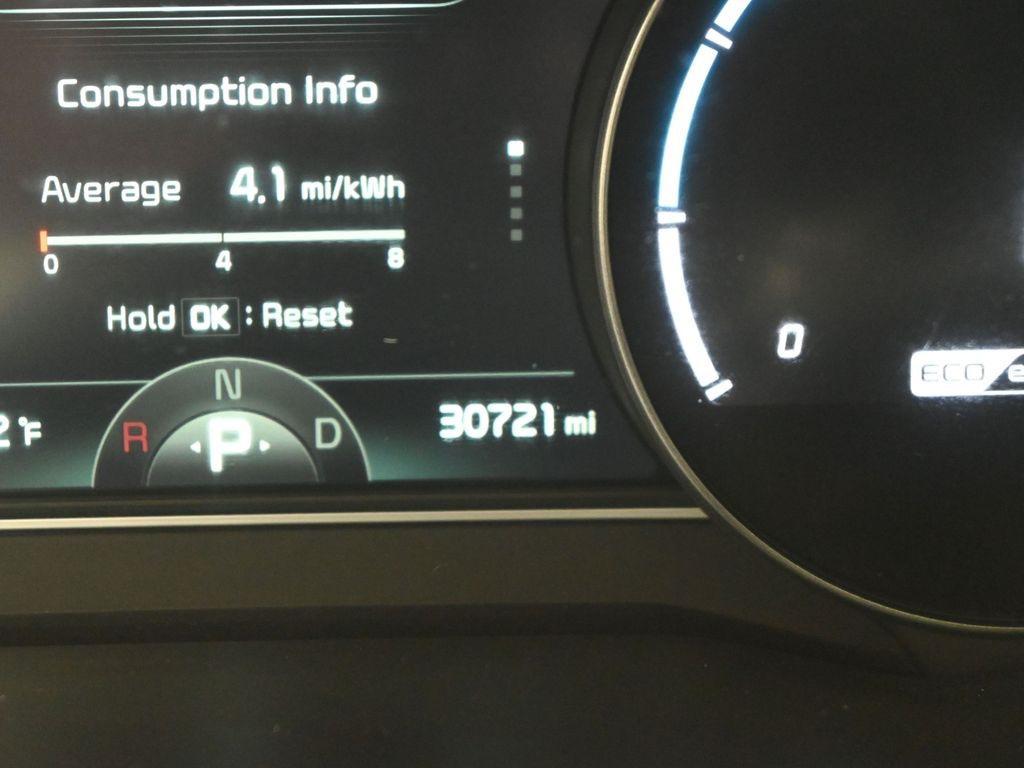 Consumption Info
Average 4.1 mi/kWh
0 4 8
Hold OK : Reset
N
R P D
°F
30721 mi
0
ECO